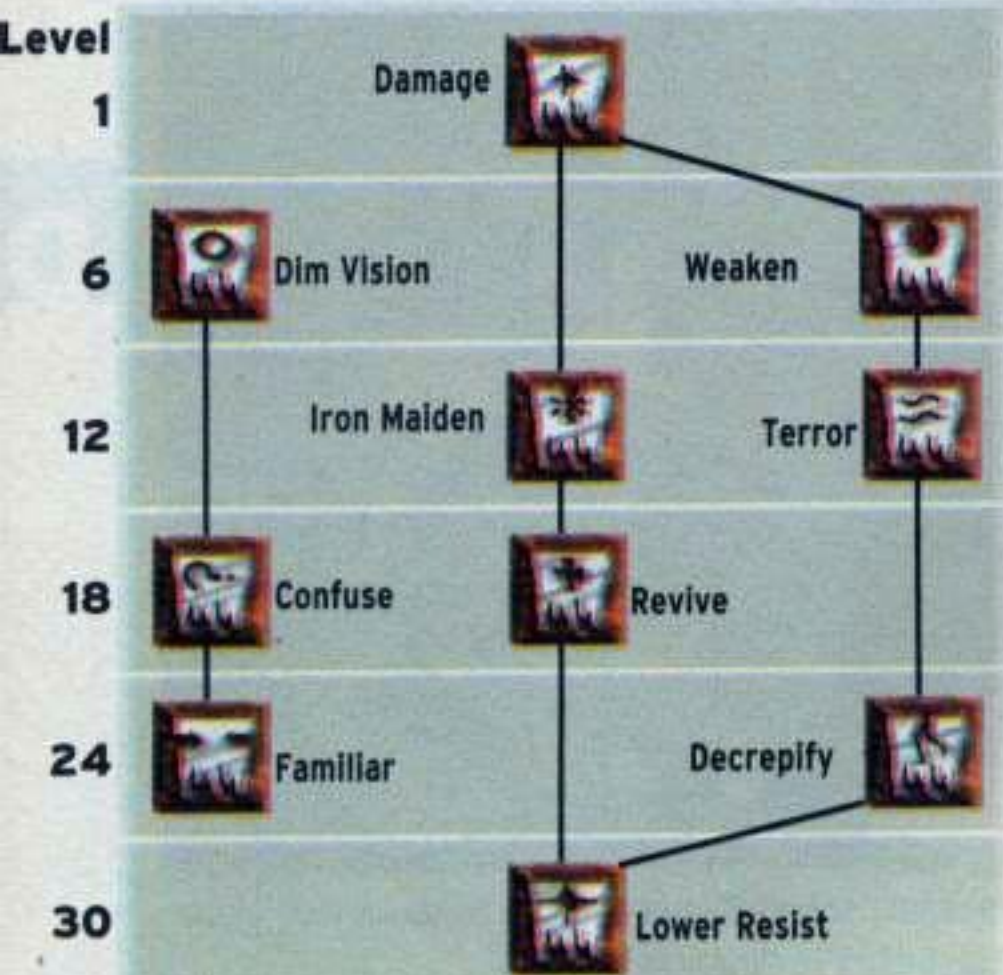 Level
1
Damage
6
Dim Vision
Weaken
12
Iron Maiden
Terror
18
Confuse
Revive
24
Familiar
Decrepify
30
Lower Resist